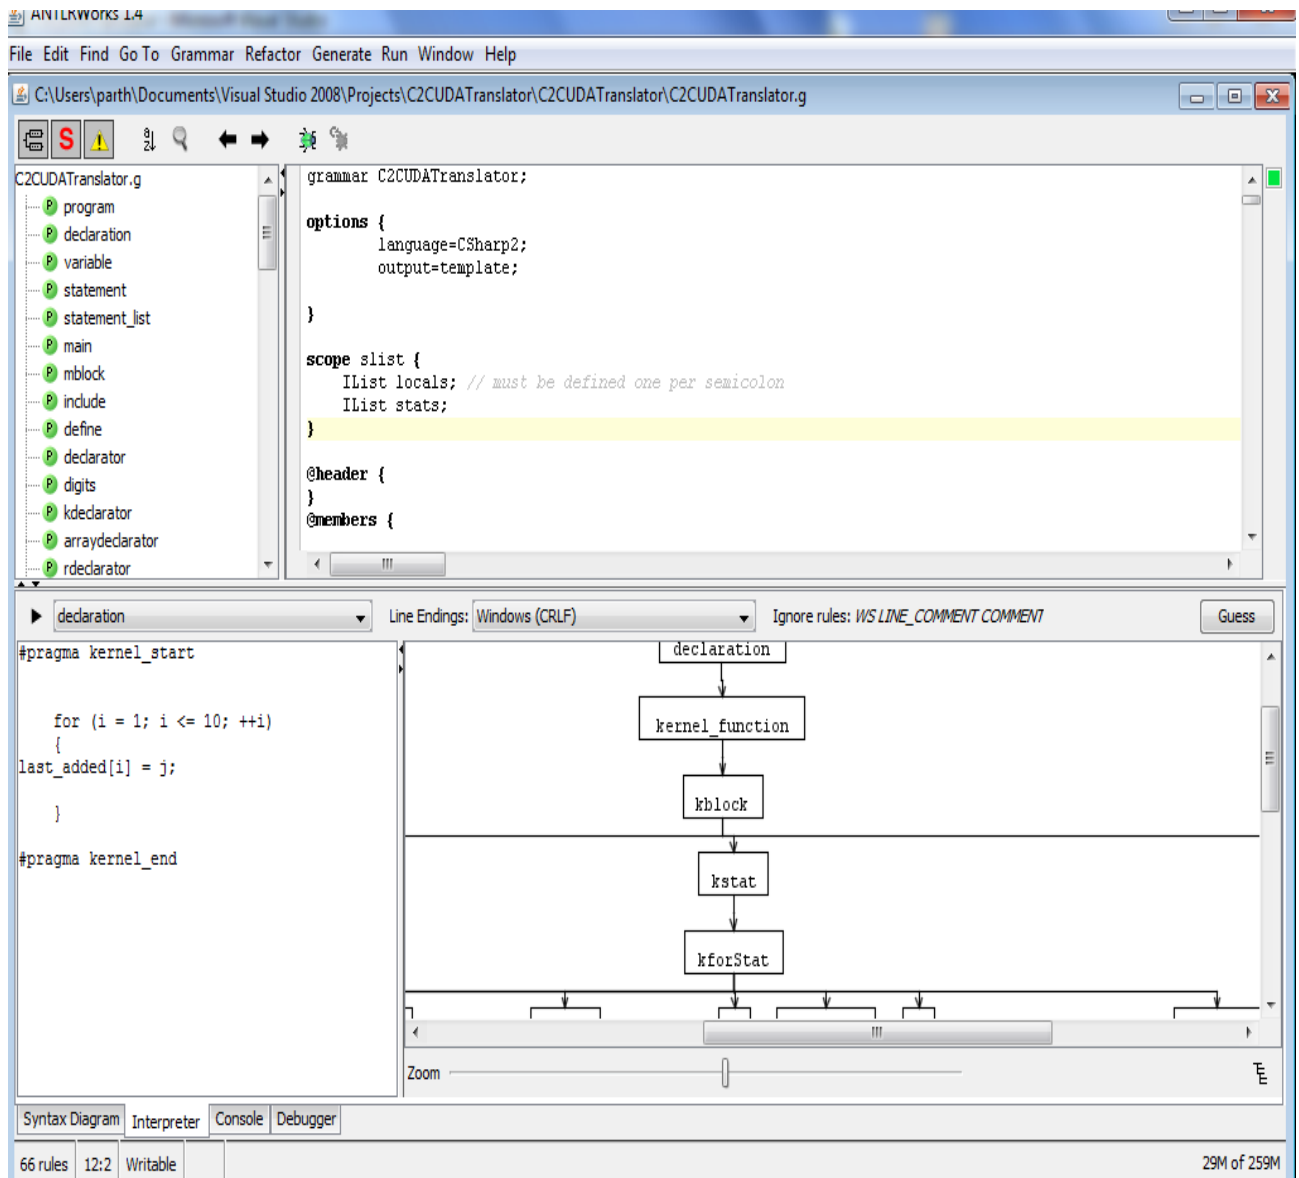 ANTLRWorks 1.4
File Edit Find Go To Grammar Refactor Generate Run Window Help
C:\Users\parth\Documents\Visual Studio 2008\Projects\C2CUDATranslator\C2CUDATranslator\C2CUDATranslator.g
C2CUDATranslator.g
program
declaration
variable
statement
statement_list
main
mblock
include
define
declarator
digits
kdeclarator
arraydeclarator
rdeclarator
grammar C2CUDATranslator;
options {
language=CSharp2;
output=template;
}
scope slist {
IList locals; // must be defined one per semicolon
IList stats;
}
@header {
}
@members {
declaration
Line Endings: Windows (CRLF)
Ignore rules: WS LINE_COMMENT COMMENT
Guess
#pragma kernel_start
for (i = 1; i <= 10; ++i)
{
last_added[i] = j;
}
#pragma kernel_end
declaration
kernel_function
kblock
kstat
kforStat
Zoom
Syntax Diagram Interpreter Console Debugger
66 rules 12:2 Writable
29M of 259M